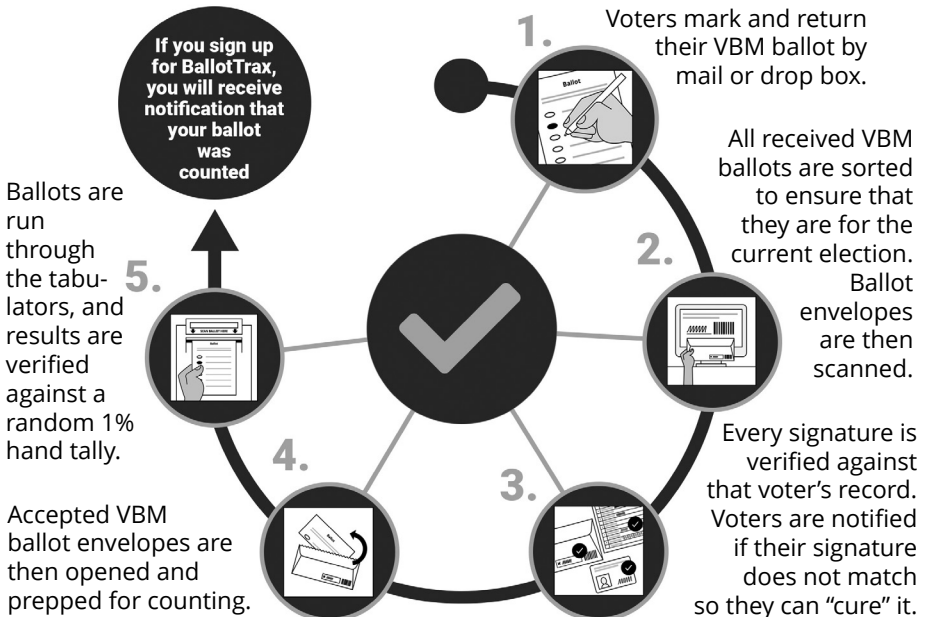 If you sign up
for BallotTrax,
you will receive
notification that
your ballot
was
counted
1.
Voters mark and return
their VBM ballot by
mail or drop box.
Ballot
2.
All received VBM
ballots are sorted
to ensure that
they are for the
current election.
Ballot
envelopes
are then
scanned.
3.
Every signature is
verified against
that voter’s record.
Voters are notified
if their signature
does not match
so they can “cure” it.
4.
Accepted VBM
ballot envelopes are
then opened and
prepped for counting.
5.
Ballots are
run
through
the tabu-
lators, and
results are
verified
against a
random 1%
hand tally.
SCAN BALLOT HERE
Ballot